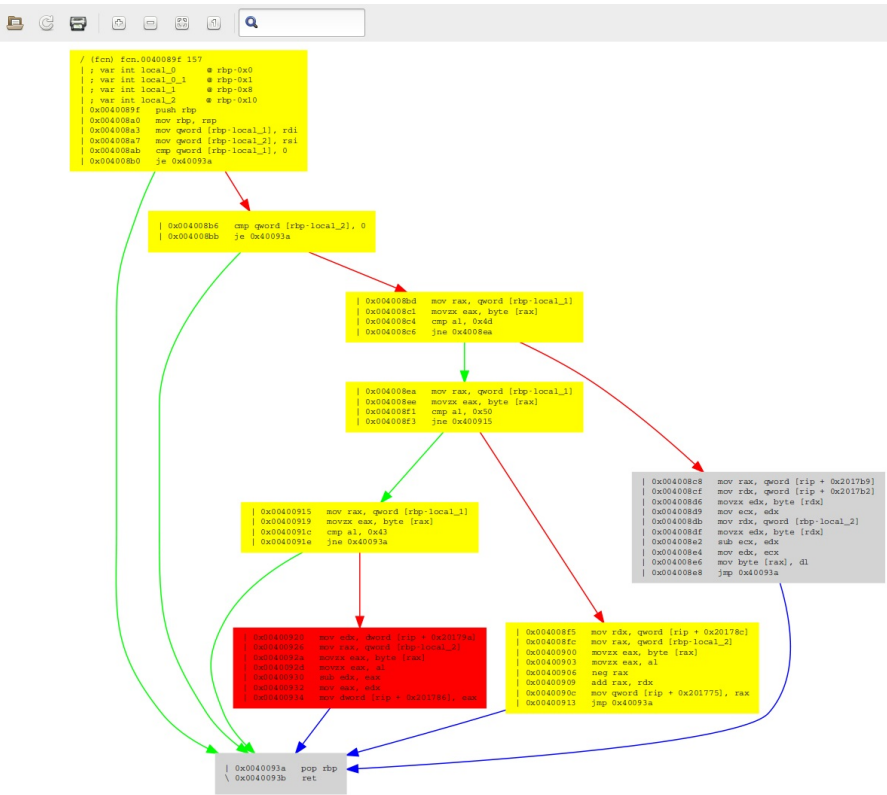 / (fcn) fcn.0040089f 157
| ; var int local_0 @ rbp-0x0
| ; var int local_0_1 @ rbp-0x1
| ; var int local_1 @ rbp-0x8
| ; var int local_2 @ rbp-0x10
| 0x0040089f push rbp
| 0x004008a0 mov rbp, rsp
| 0x004008a3 mov qword [rbp-local_1], rdi
| 0x004008a7 mov qword [rbp-local_2], rsi
| 0x004008ab cmp qword [rbp-local_1], 0
| 0x004008b0 je 0x40093a
| 0x004008b6 cmp qword [rbp-local_2], 0
| 0x004008bb je 0x40093a
| 0x004008bd mov rax, qword [rbp-local_1]
| 0x004008c1 movzx eax, byte [rax]
| 0x004008c4 cmp al, 0x4d
| 0x004008c6 jne 0x4008ea
| 0x004008ea mov rax, qword [rbp-local_1]
| 0x004008ee movzx eax, byte [rax]
| 0x004008f1 cmp al, 0x50
| 0x004008f3 jne 0x400915
| 0x004008c8 mov rax, qword [rip + 0x2017b9]
| 0x004008cf mov rdx, qword [rip + 0x2017b2]
| 0x004008d6 movzx edx, byte [rdx]
| 0x004008d9 mov ecx, edx
| 0x004008db mov rdx, qword [rbp-local_2]
| 0x004008df movzx edx, byte [rdx]
| 0x004008e2 sub ecx, edx
| 0x004008e4 mov edx, ecx
| 0x004008e6 mov byte [rax], dl
| 0x004008e8 jmp 0x40093a
| 0x00400915 mov rax, qword [rbp-local_1]
| 0x00400919 movzx eax, byte [rax]
| 0x0040091c cmp al, 0x43
| 0x0040091e jne 0x40093a
| 0x00400920 mov edx, dword [rip + 0x20179a]
| 0x00400926 mov rax, qword [rbp-local_2]
| 0x0040092a movzx eax, byte [rax]
| 0x0040092d movzx eax, al
| 0x00400930 sub edx, eax
| 0x00400932 mov eax, edx
| 0x00400934 mov dword [rip + 0x201786], eax
| 0x004008f5 mov rdx, qword [rip + 0x20178c]
| 0x004008fc mov rax, qword [rbp-local_2]
| 0x00400900 movzx eax, byte [rax]
| 0x00400903 movzx eax, al
| 0x00400906 neg rax
| 0x00400909 add rax, rdx
| 0x0040090c mov qword [rip + 0x201775], rax
| 0x00400913 jmp 0x40093a
| 0x0040093a pop rbp
\ 0x0040093b ret